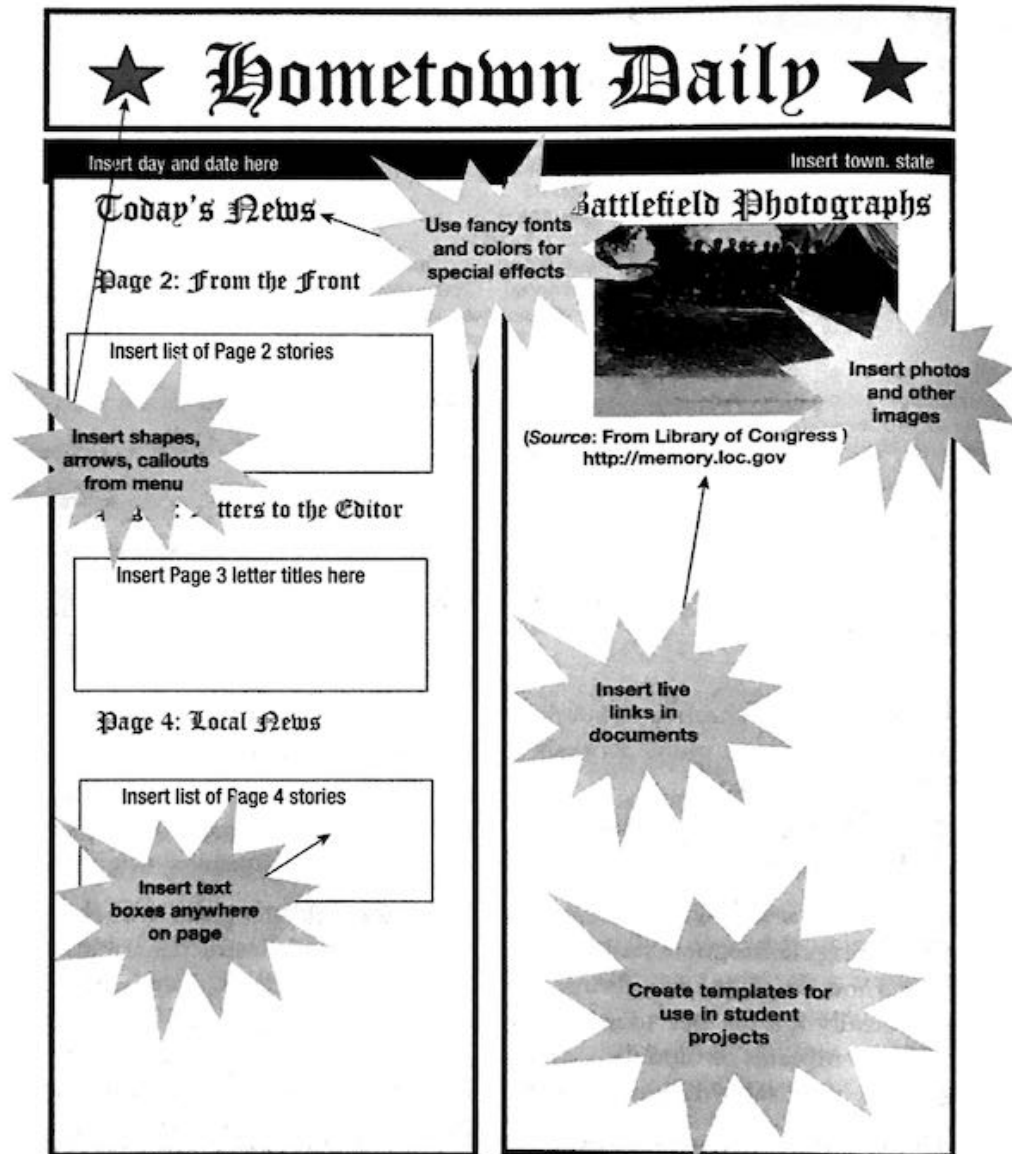 Hometown Daily
Insert day and date here
Insert town. state
Today's News
Use fancy fonts
and colors for
special effects
Page 2: From the Front
Insert list of Page 2 stories
Insert shapes,
arrows, callouts
from menu
to the Editor
Insert Page 3 letter titles here
Page 4: Local News
Insert list of Page 4 stories
Insert text
boxes anywhere
on page
Battlefield Photographs
Insert photos
and other
images
(Source: From Library of Congress )
http://memory.loc.gov
Insert live
links in
documents
Create templates for
use in student
projects